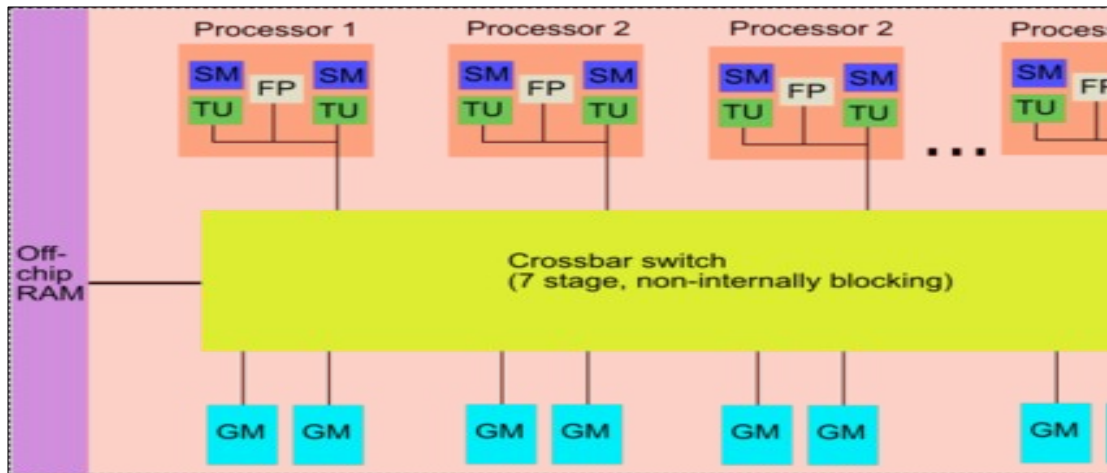 Processor 1
Processor 2
Processor 2
SM
SM
FP
TU
TU
SM
SM
FP
TU
TU
SM
SM
FP
TU
TU
SM
TU
...
Off-
chip
RAM
Crossbar switch
(7 stage, non-internally blocking)
GM
GM
GM
GM
GM
GM
GM